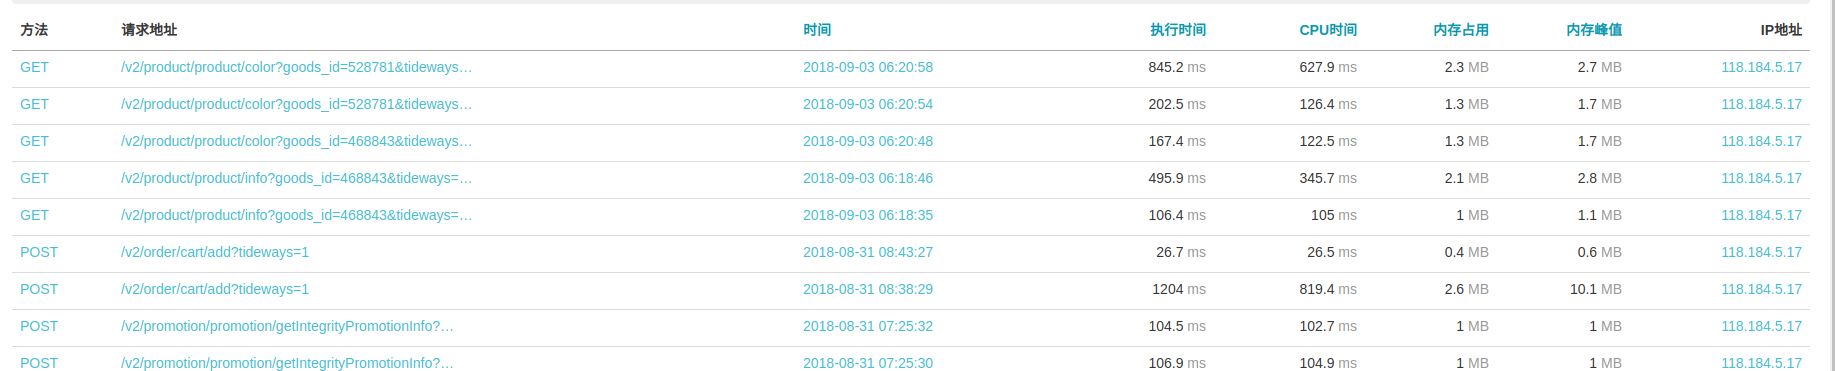 方法 请求地址 时间 执行时间 CPU时间 内存占用 内存峰值 IP地址
GET /v2/product/product/color?goods_id=528781&tideways… 2018-09-03 06:20:58 845.2 ms 627.9 ms 2.3 MB 2.7 MB 118.184.5.17
GET /v2/product/product/color?goods_id=528781&tideways… 2018-09-03 06:20:54 202.5 ms 126.4 ms 1.3 MB 1.7 MB 118.184.5.17
GET /v2/product/product/color?goods_id=468843&tideways… 2018-09-03 06:20:48 167.4 ms 122.5 ms 1.3 MB 1.7 MB 118.184.5.17
GET /v2/product/product/info?goods_id=468843&tideways=… 2018-09-03 06:18:46 495.9 ms 345.7 ms 2.1 MB 2.8 MB 118.184.5.17
GET /v2/product/product/info?goods_id=468843&tideways=… 2018-09-03 06:18:35 106.4 ms 105 ms 1 MB 1.1 MB 118.184.5.17
POST /v2/order/cart/add?tideways=1 2018-08-31 08:43:27 26.7 ms 26.5 ms 0.4 MB 0.6 MB 118.184.5.17
POST /v2/order/cart/add?tideways=1 2018-08-31 08:38:29 1204 ms 819.4 ms 2.6 MB 10.1 MB 118.184.5.17
POST /v2/promotion/promotion/getIntegrityPromotionInfo?… 2018-08-31 07:25:32 104.5 ms 102.7 ms 1 MB 1 MB 118.184.5.17
POST /v2/promotion/promotion/getIntegrityPromotionInfo?… 2018-08-31 07:25:30 106.9 ms 104.9 ms 1 MB 1 MB 118.184.5.17